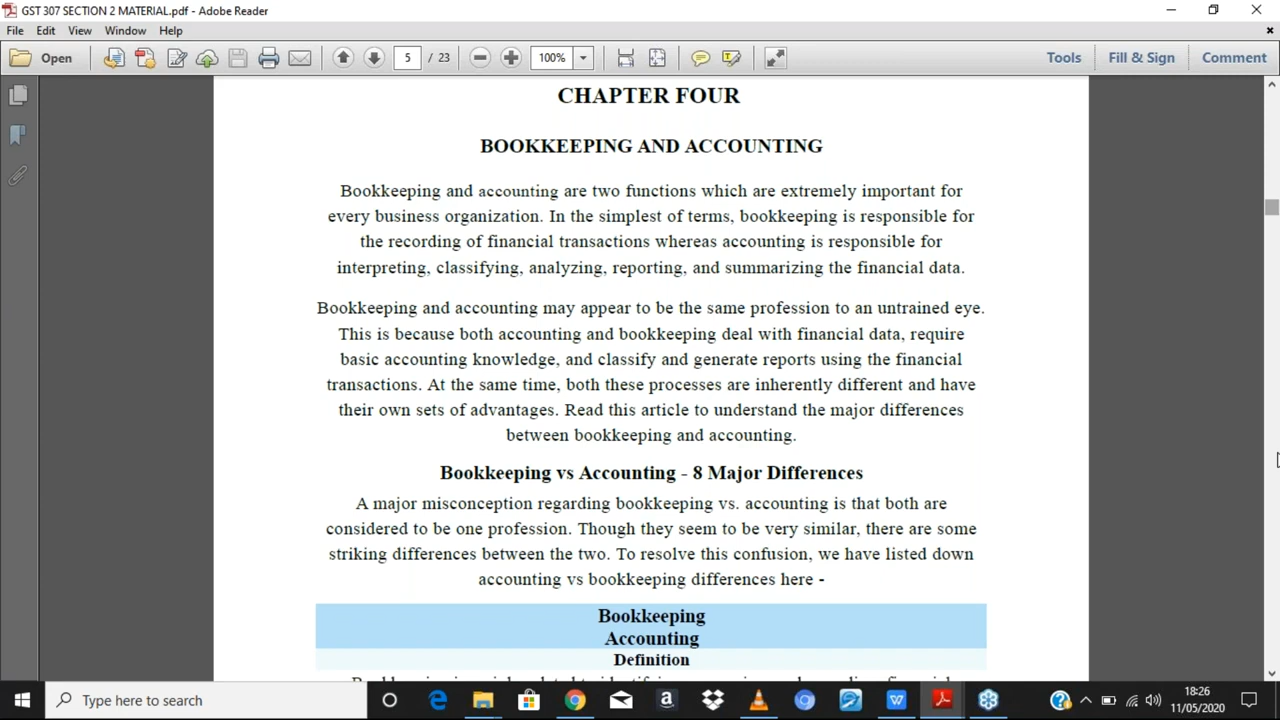 GST 307 SECTION 2 MATERIAL.pdf - Adobe Reader
File Edit View Window Help
Open 5 / 23 100% Tools Fill & Sign Comment
CHAPTER FOUR
BOOKKEEPING AND ACCOUNTING
Bookkeeping and accounting are two functions which are extremely important for
every business organization. In the simplest of terms, bookkeeping is responsible for
the recording of financial transactions whereas accounting is responsible for
interpreting, classifying, analyzing, reporting, and summarizing the financial data.
Bookkeeping and accounting may appear to be the same profession to an untrained eye.
This is because both accounting and bookkeeping deal with financial data, require
basic accounting knowledge, and classify and generate reports using the financial
transactions. At the same time, both these processes are inherently different and have
their own sets of advantages. Read this article to understand the major differences
between bookkeeping and accounting.
Bookkeeping vs Accounting - 8 Major Differences
A major misconception regarding bookkeeping vs. accounting is that both are
considered to be one profession. Though they seem to be very similar, there are some
striking differences between the two. To resolve this confusion, we have listed down
accounting vs bookkeeping differences here -
Bookkeeping
Accounting
Definition
Type here to search
18:26
11/05/2020